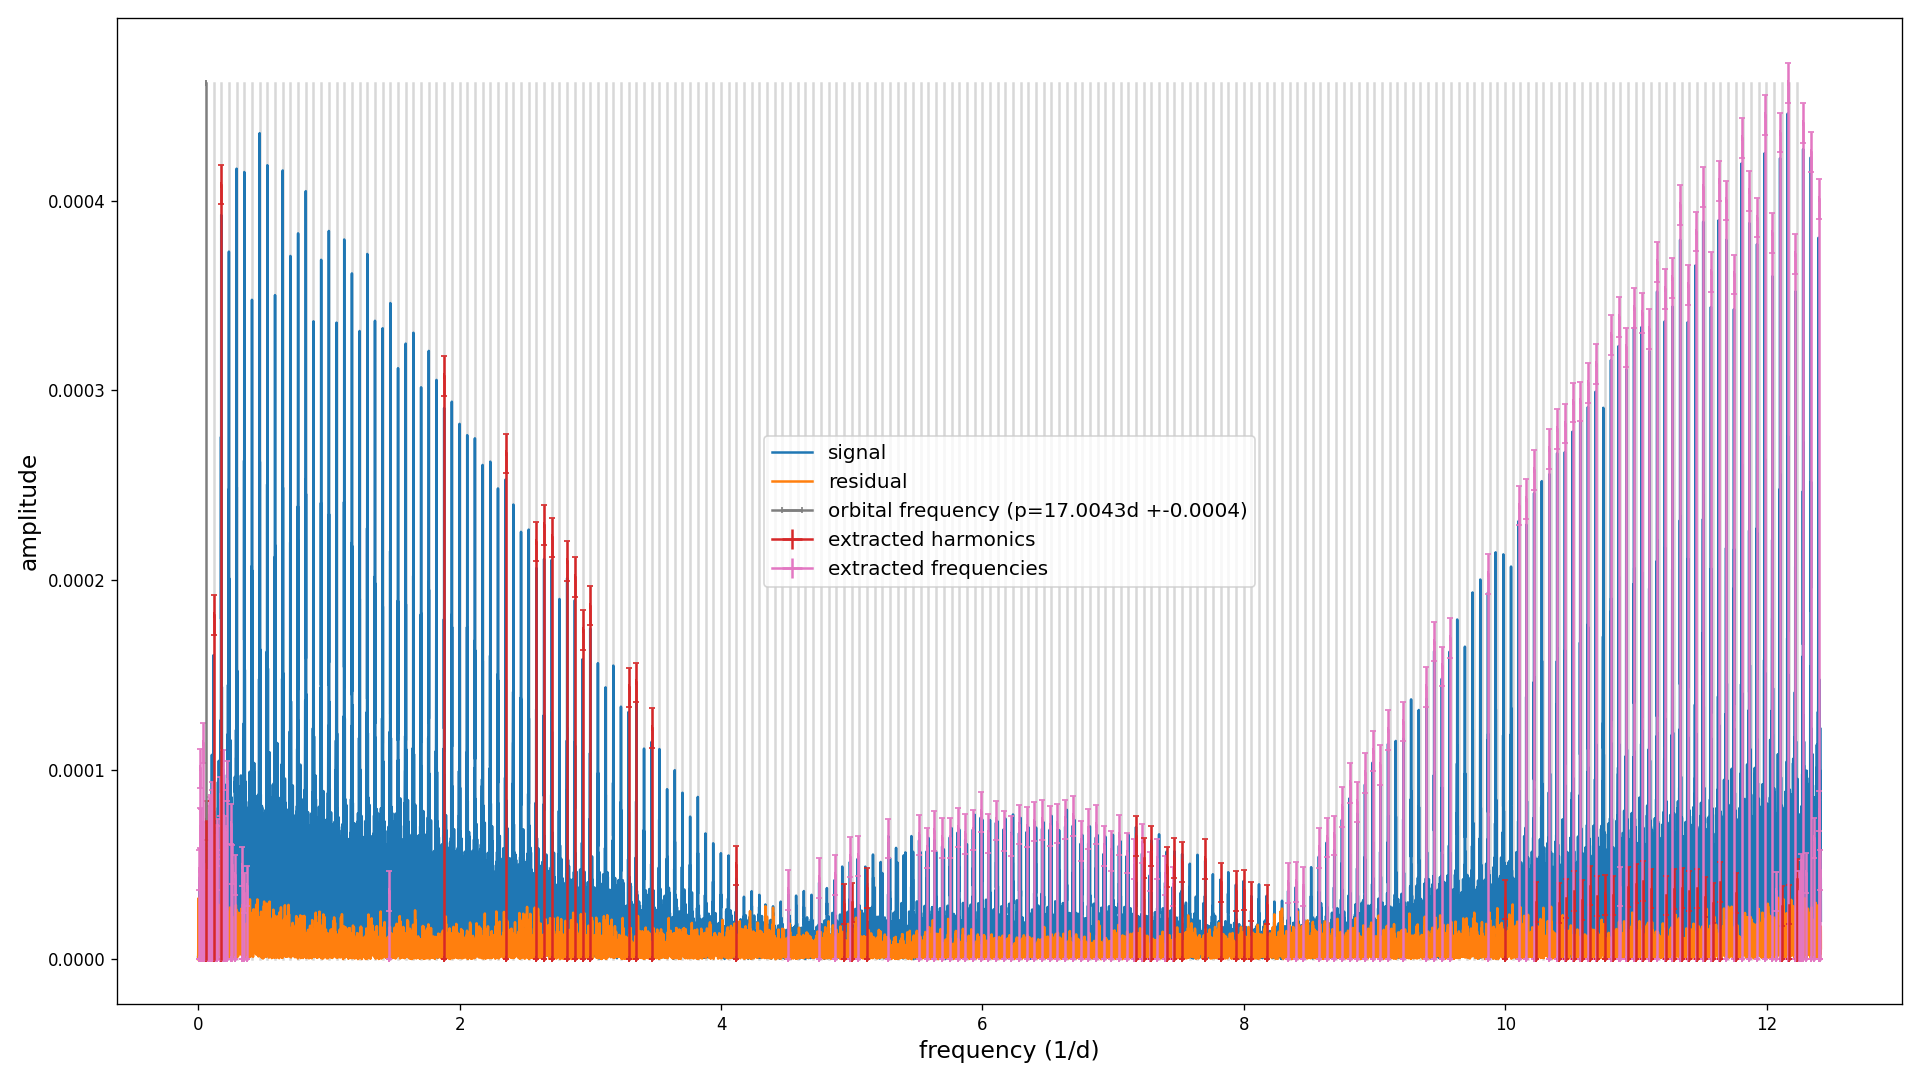 0.0004
0.0003
0.0002
0.0001
0.0000
amplitude
signal
residual
orbital frequency (p=17.0043d +-0.0004)
extracted harmonics
extracted frequencies
0
2
4
6
8
10
12
frequency (1/d)